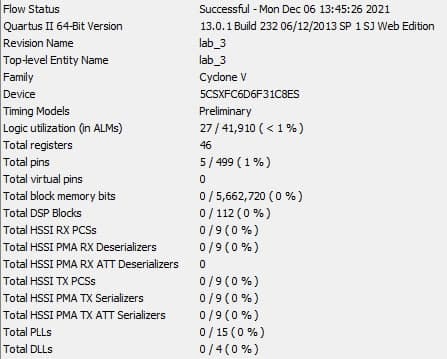 Flow Status Successful - Mon Dec 06 13:45:26 2021
Quartus II 64-Bit Version 13.0.1 Build 232 06/12/2013 SP 1 SJ Web Edition
Revision Name lab_3
Top-level Entity Name lab_3
Family Cyclone V
Device 5CSXFC6D6F31C8ES
Timing Models Preliminary
Logic utilization (in ALMs) 27 / 41,910 ( < 1 % )
Total registers 46
Total pins 5 / 499 ( 1 % )
Total virtual pins 0
Total block memory bits 0 / 5,662,720 ( 0 % )
Total DSP Blocks 0 / 112 ( 0 % )
Total HSSI RX PCSs 0 / 9 ( 0 % )
Total HSSI PMA RX Deserializers 0 / 9 ( 0 % )
Total HSSI PMA RX ATT Deserializers 0
Total HSSI TX PCSs 0 / 9 ( 0 % )
Total HSSI PMA TX Serializers 0 / 9 ( 0 % )
Total HSSI PMA TX ATT Serializers 0 / 9 ( 0 % )
Total PLLs 0 / 15 ( 0 % )
Total DLLs 0 / 4 ( 0 % )